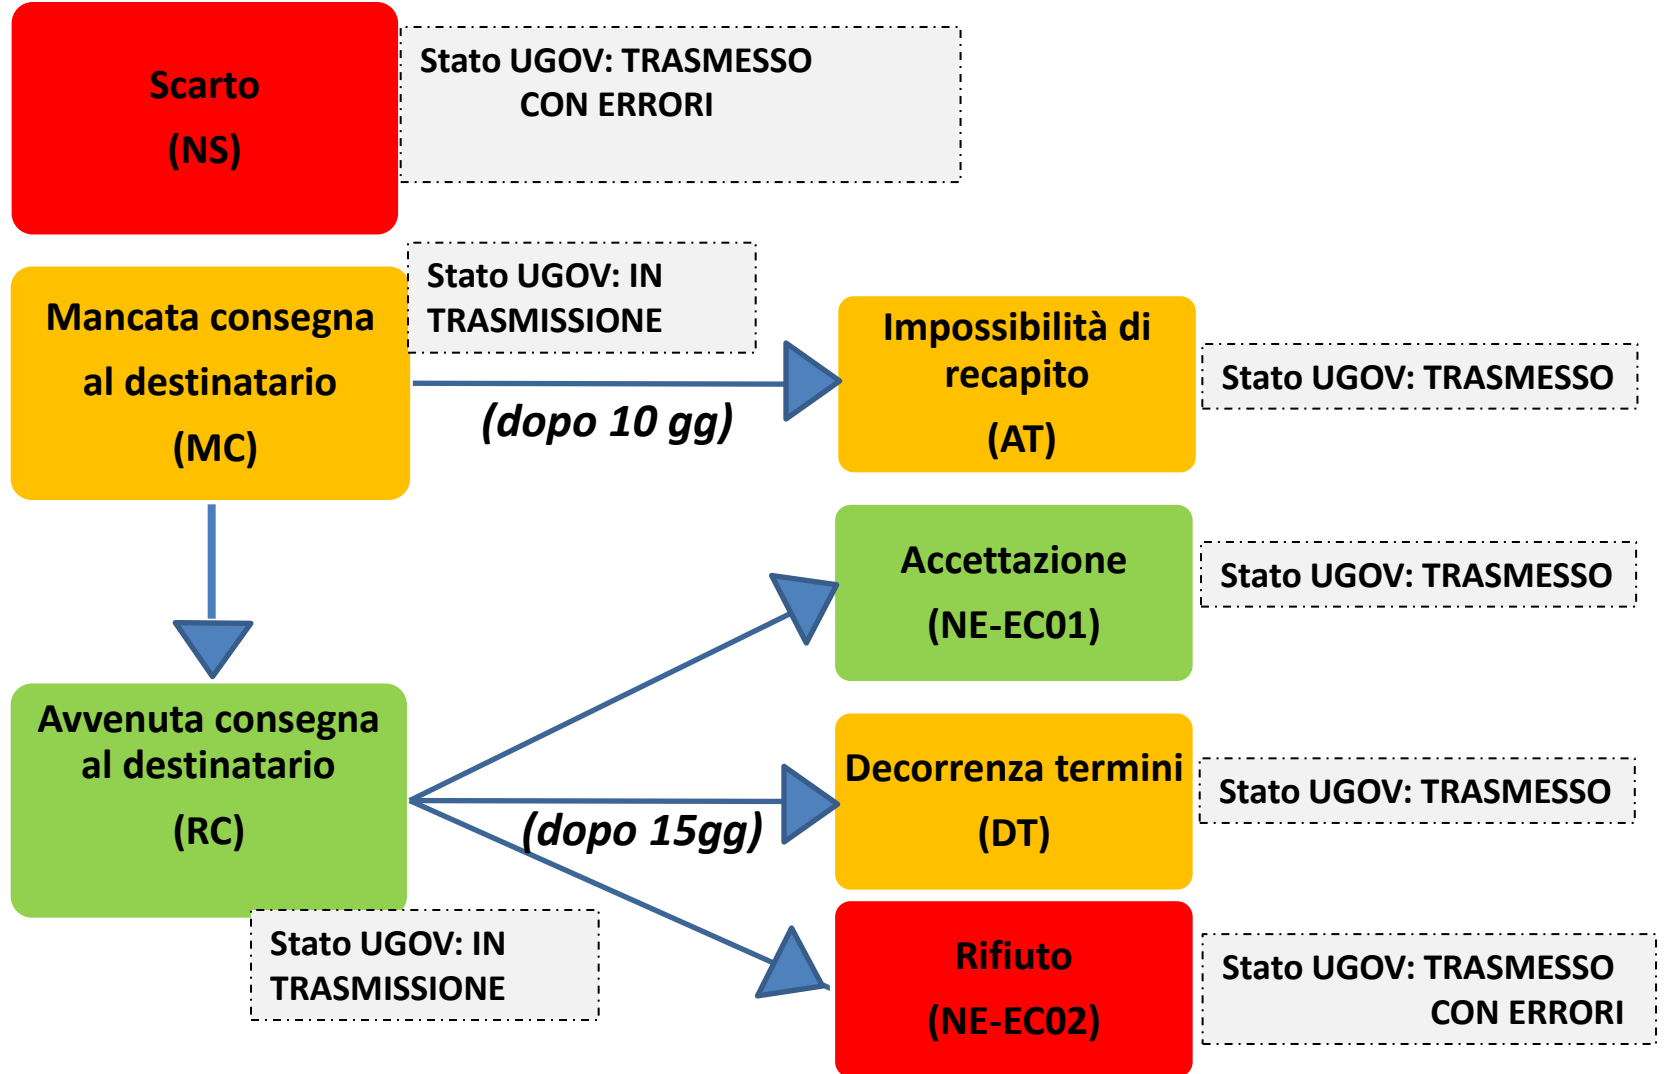 Scarto
(NS)
Stato UGOV: TRASMESSO
CON ERRORI
Mancata consegna
al destinatario
(MC)
Stato UGOV: IN
TRASMISSIONE
(dopo 10 gg)
Impossibilità di
recapito
(AT)
Stato UGOV: TRASMESSO
Accettazione
(NE-EC01)
Stato UGOV: TRASMESSO
Avvenuta consegna
al destinatario
(RC)
Stato UGOV: IN
TRASMISSIONE
(dopo 15gg)
Decorrenza termini
(DT)
Stato UGOV: TRASMESSO
Rifiuto
(NE-EC02)
Stato UGOV: TRASMESSO
CON ERRORI